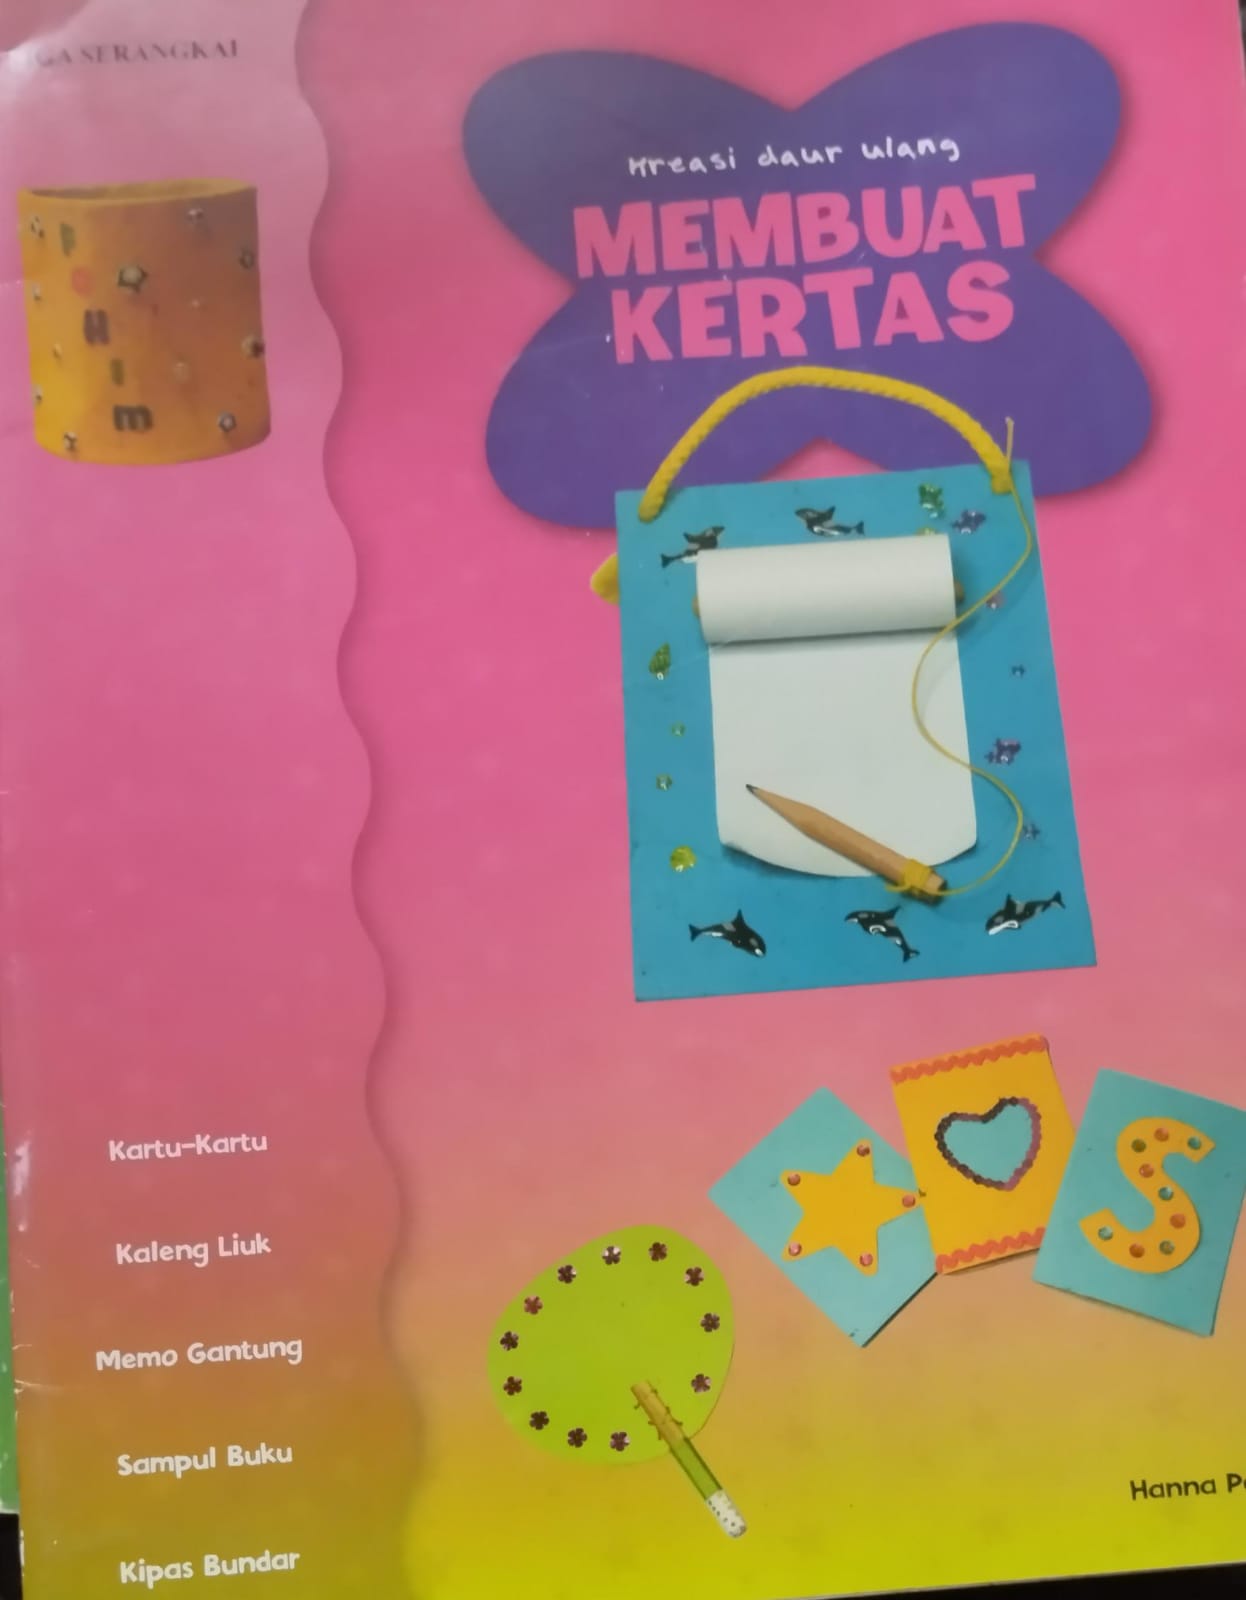 GA SERANGKAI
Kreasi daur ulang
MEMBUAT
KERTAS
S
Kartu-Kartu
Kaleng Liuk
Memo Gantung
Sampul Buku
Kipas Bundar
Hanna